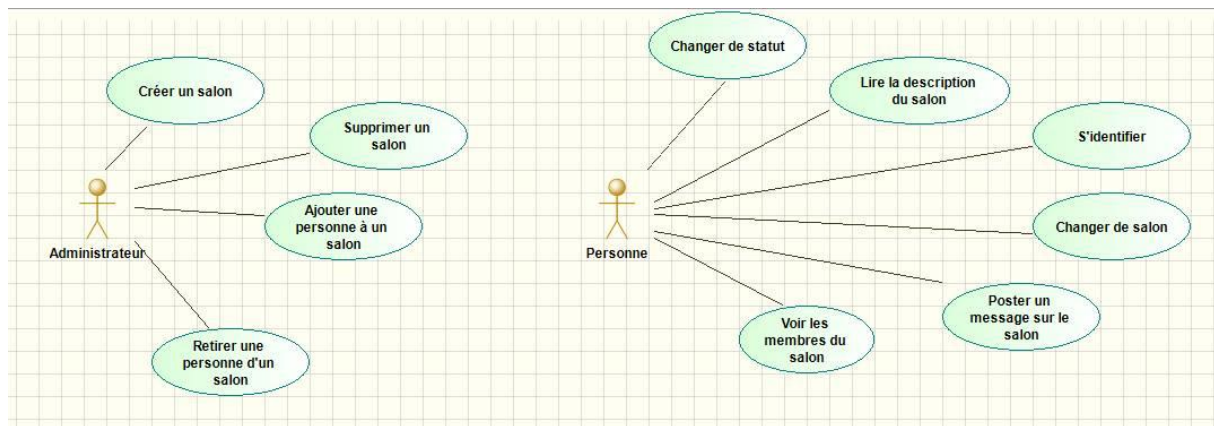 Créer un salon
Supprimer un
salon
Ajouter une
personne à un
salon
Administrateur
Retirer une
personne d'un
salon
Changer de statut
Lire la description
du salon
S'identifier
Changer de salon
Personne
Poster un
message sur le
salon
Voir les
membres du
salon